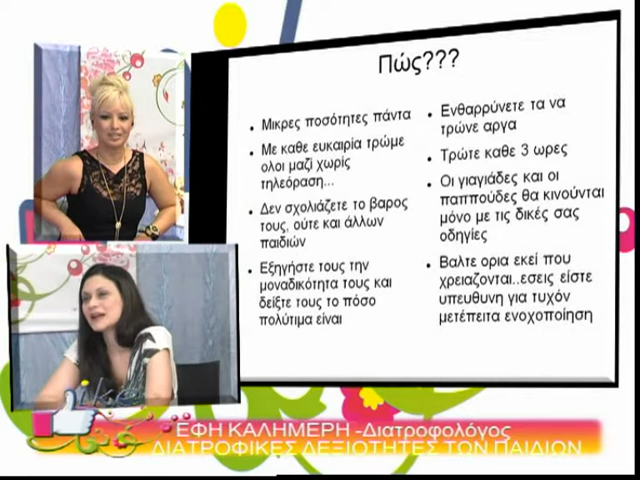 Πώς???
Μικρες ποσότητες πάντα
Με καθε ευκαιρία τρώμε
ολοι μαζί χωρίς
τηλεόραση...
Δεν σχολιάζετε το βαρος
τους, ούτε και άλλων
παιδιών
Εξηγήστε τους την
μοναδικότητα τους και
δείξτε τους το πόσο
πολύτιμα είναι
Ενθαρρύνετε τα να
τρώνε αργα
Τρώτε καθε 3 ωρες
Οι γιαγιάδες και οι
παππούδες θα κινούνται
μόνο με τις δικές σας
οδηγίες
Βαλτε ορια εκεί που
χρειαζονται..εσεις είστε
υπευθυνη για τυχόν
μετέπειτα ενοχοποίηση
like
ΕΦΗ ΚΑΛΗΜΕΡΗ -Διατροφολόγος
ΔΙΑΤΡΟΦΙΚΕΣ ΔΕΞΙΟΤΗΤΕΣ ΤΩΝ ΠΑΙΔΙΩΝ